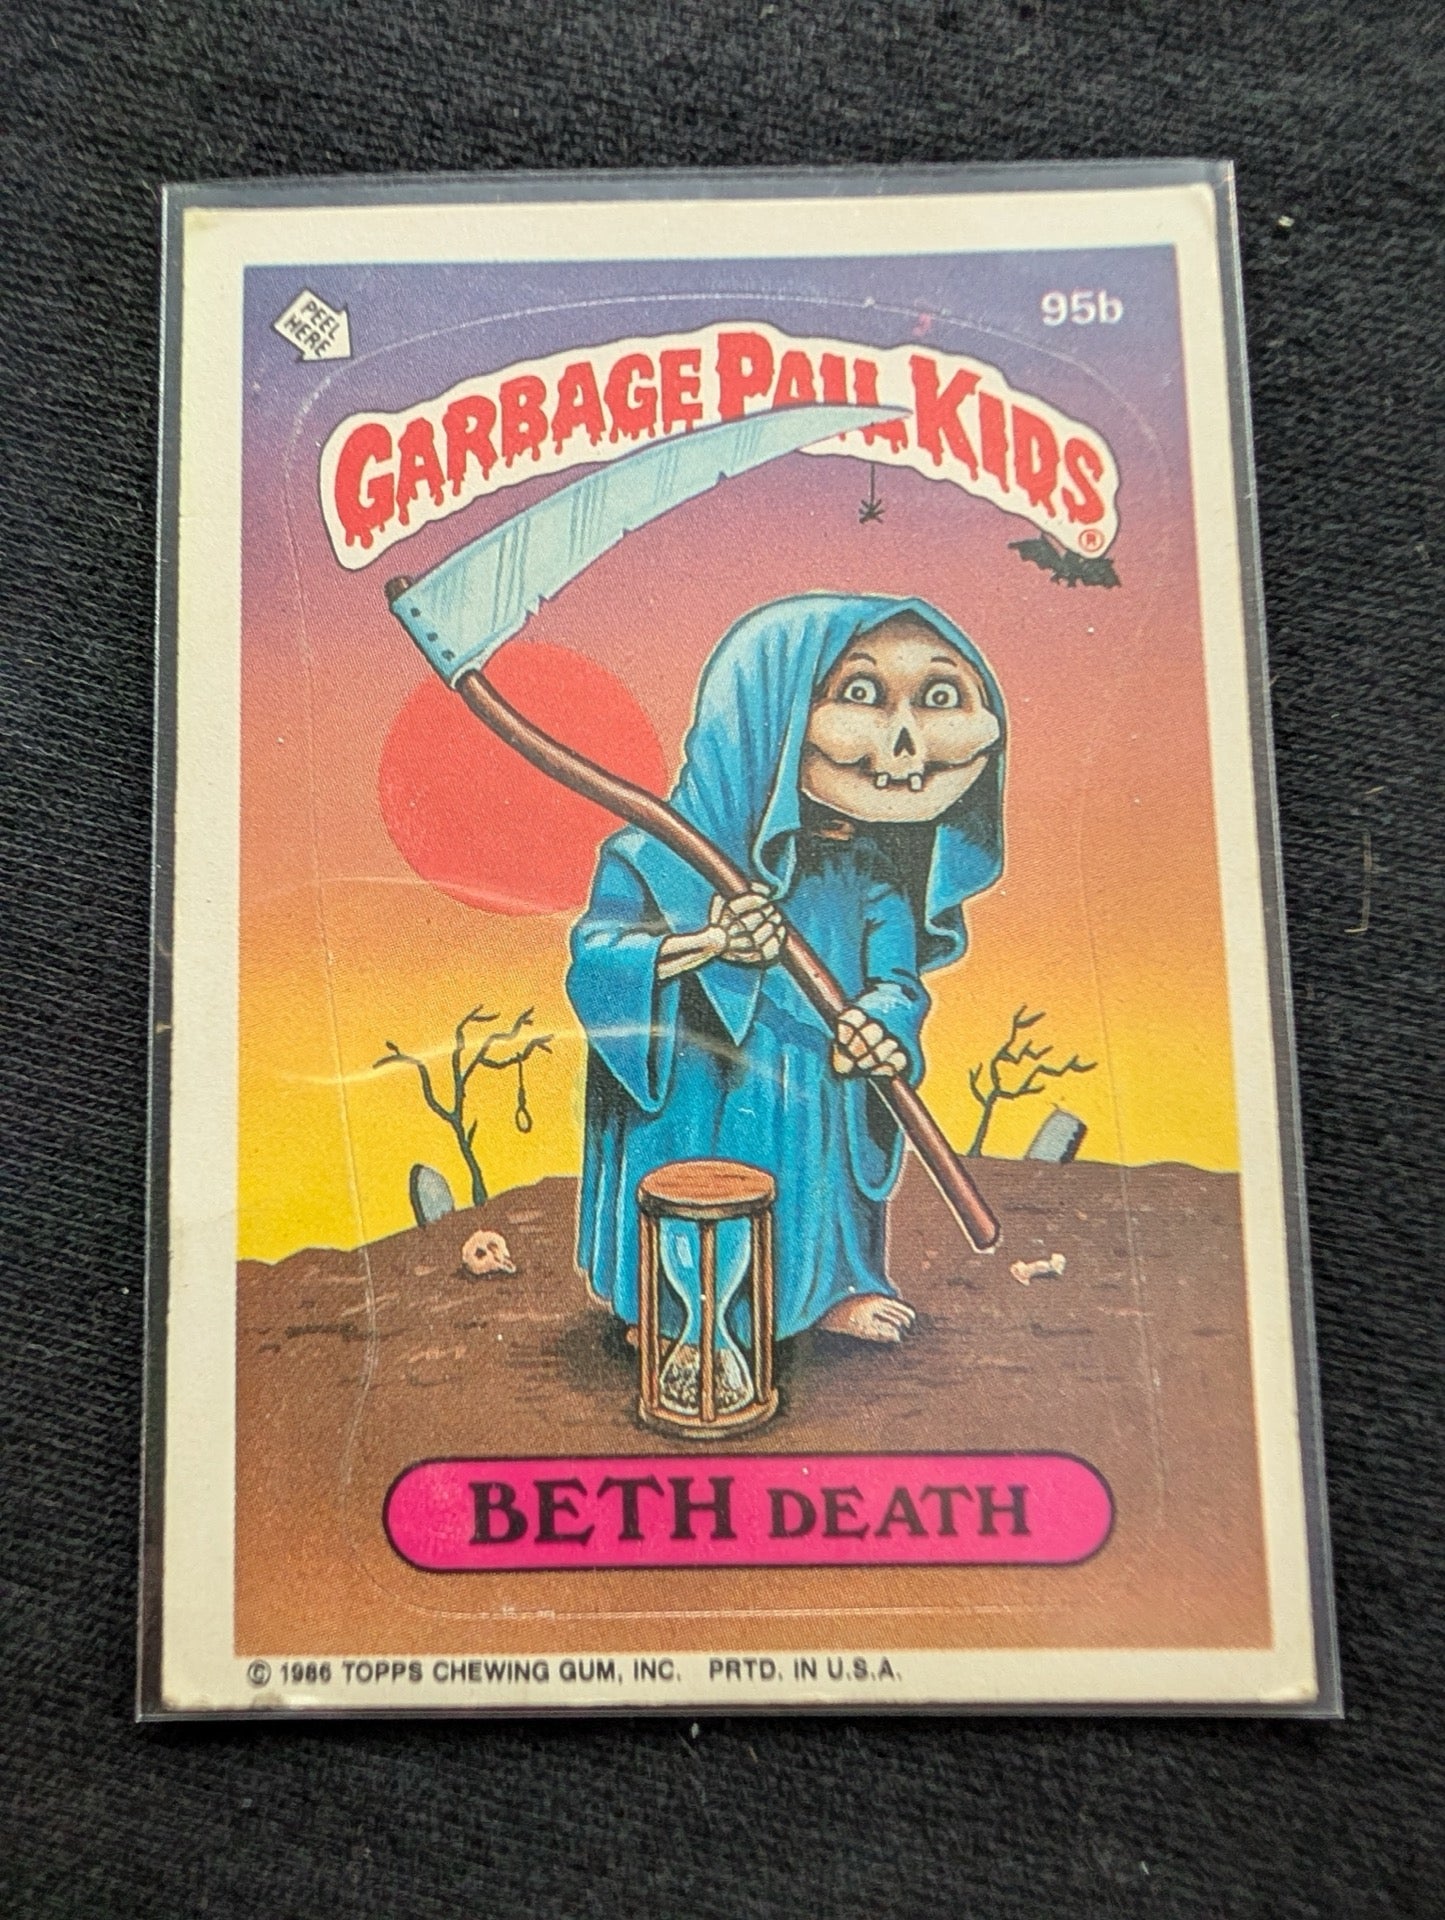 PEEL
HERE
95b
GARBAGE PAIL KIDS
®
BETH DEATH
© 1986 TOPPS CHEWING GUM, INC. PRTD. IN U.S.A.